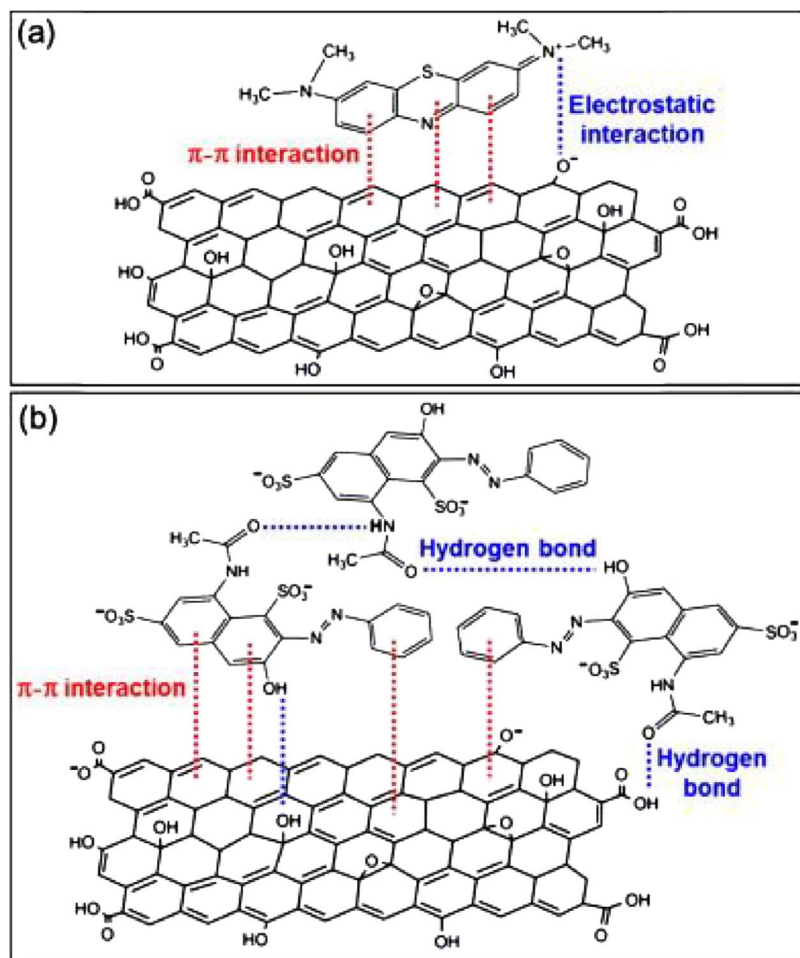 (a)
CH₃
H₃C
N⁺
CH₃
H₃C
N
CH₃
S
N
Electrostatic
interaction
π-π interaction
O⁻
O
HO
OH
O
OH
OH
OH
HO
O
O
HO
O
OH
O
HO
OH
(b)
OH
⁻O₃S
N
N
SO₃⁻
O
HN
H₃C
O
Hydrogen bond
H₃C
NH
SO₃⁻
⁻O₃S
N
N
OH
HO
N
N
SO₃⁻
⁻O₃S
HN
O
CH₃
π-π interaction
Hydrogen
bond
O⁻
O
⁻O
OH
O
OH
OH
OH
HO
O
O
HO
O
OH
O
HO
OH